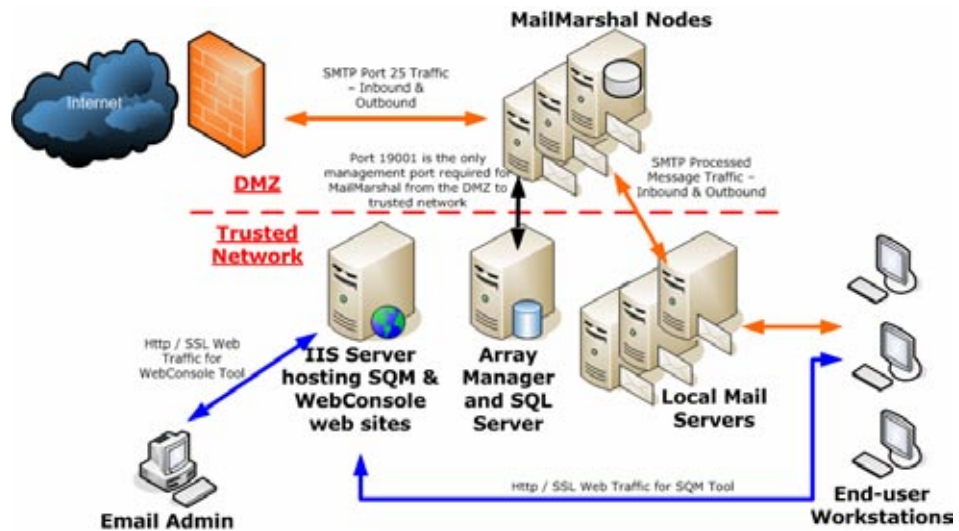 MailMarshal Nodes
Internet
SMTP Port 25 Traffic
– Inbound &
Outbound
Port 19001 is the only
management port required for
MailMarshal from the DMZ to
trusted network
SMTP Processed
Message Traffic –
Inbound & Outbound
DMZ
Trusted
Network
Http / SSL Web
Traffic for
WebConsole Tool
IIS Server
hosting SQM &
WebConsole
web sites
Array
Manager
and SQL
Server
Local Mail
Servers
Http / SSL Web Traffic for SQM Tool
Email Admin
End-user
Workstations